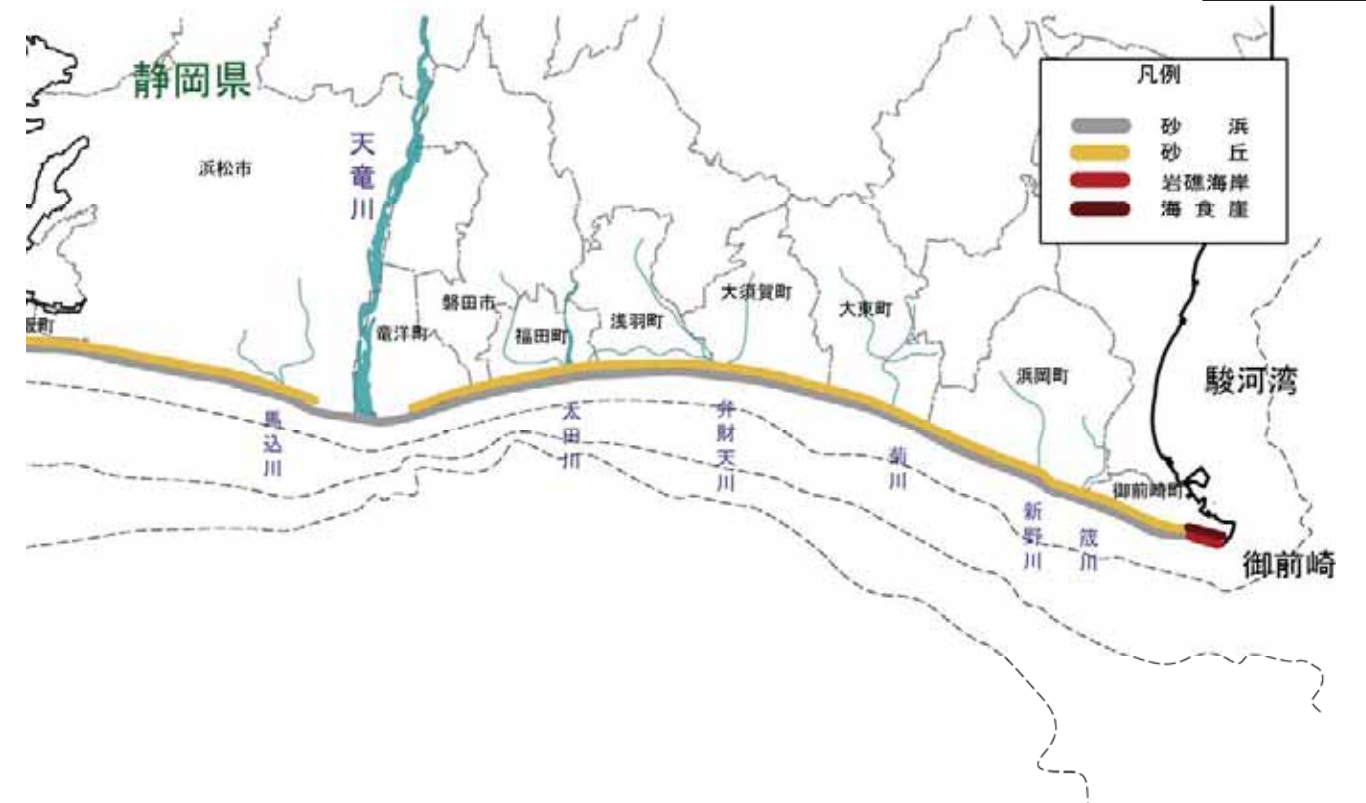 静岡県
凡例
砂 浜
砂 丘
岩礁海岸
海食崖
天竜川
浜松市
磐田市
竜洋町
福田町
浅羽町
大須賀町
大東町
浜岡町
御前崎町
駿河湾
御前崎
馬込川
太田川
弁財天川
菊川
新野川
筬川